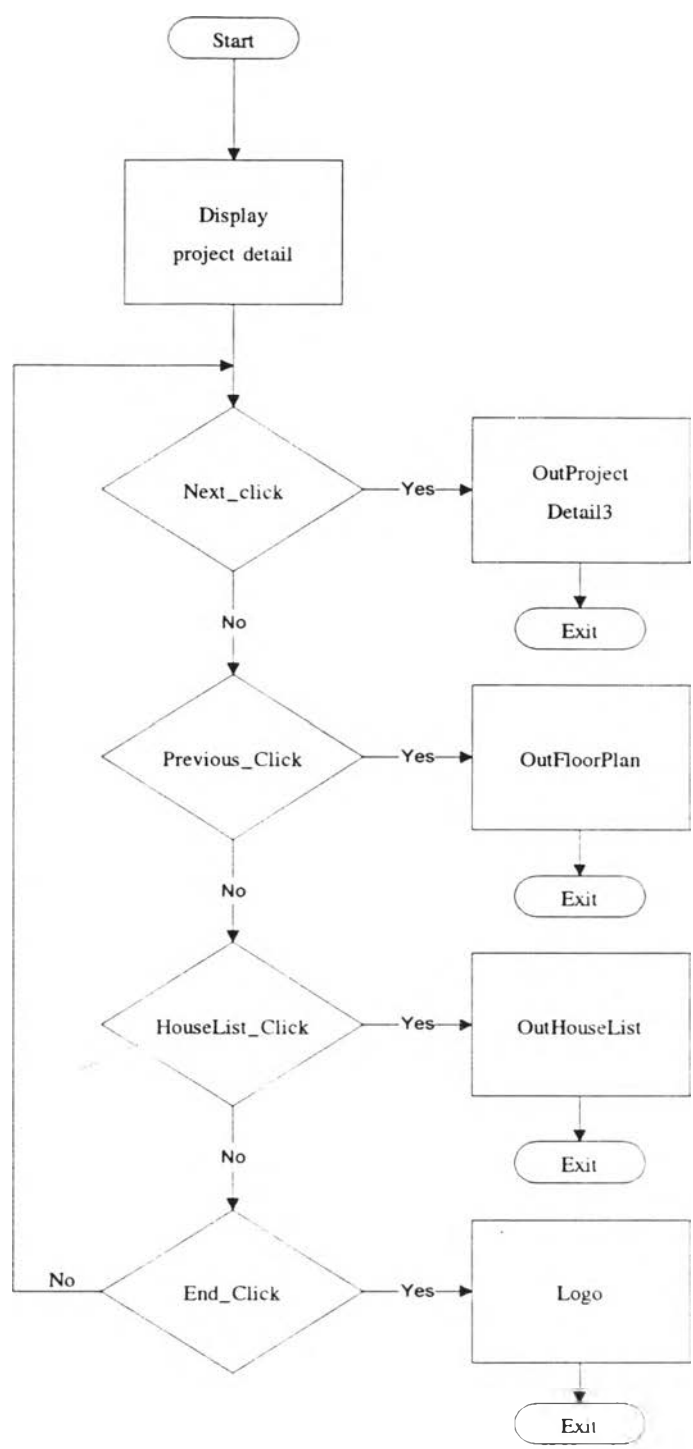 Start
Display
project detail
Next_click
Yes
OutProject
Detail3
Exit
No
Previous_Click
Yes
OutFloorPlan
Exit
No
HouseList_Click
Yes
OutHouseList
Exit
No
End_Click
No
Yes
Logo
Exit